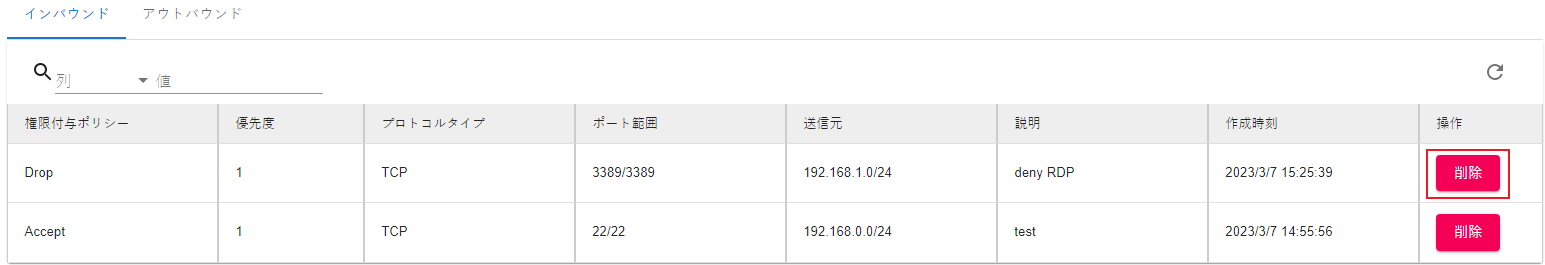 インバウンド アウトバウンド
列 値
権限付与ポリシー 優先度 プロトコルタイプ ポート範囲 送信元 説明 作成時刻 操作
Drop 1 TCP 3389/3389 192.168.1.0/24 deny RDP 2023/3/7 15:25:39 削除
Accept 1 TCP 22/22 192.168.0.0/24 test 2023/3/7 14:55:56 削除